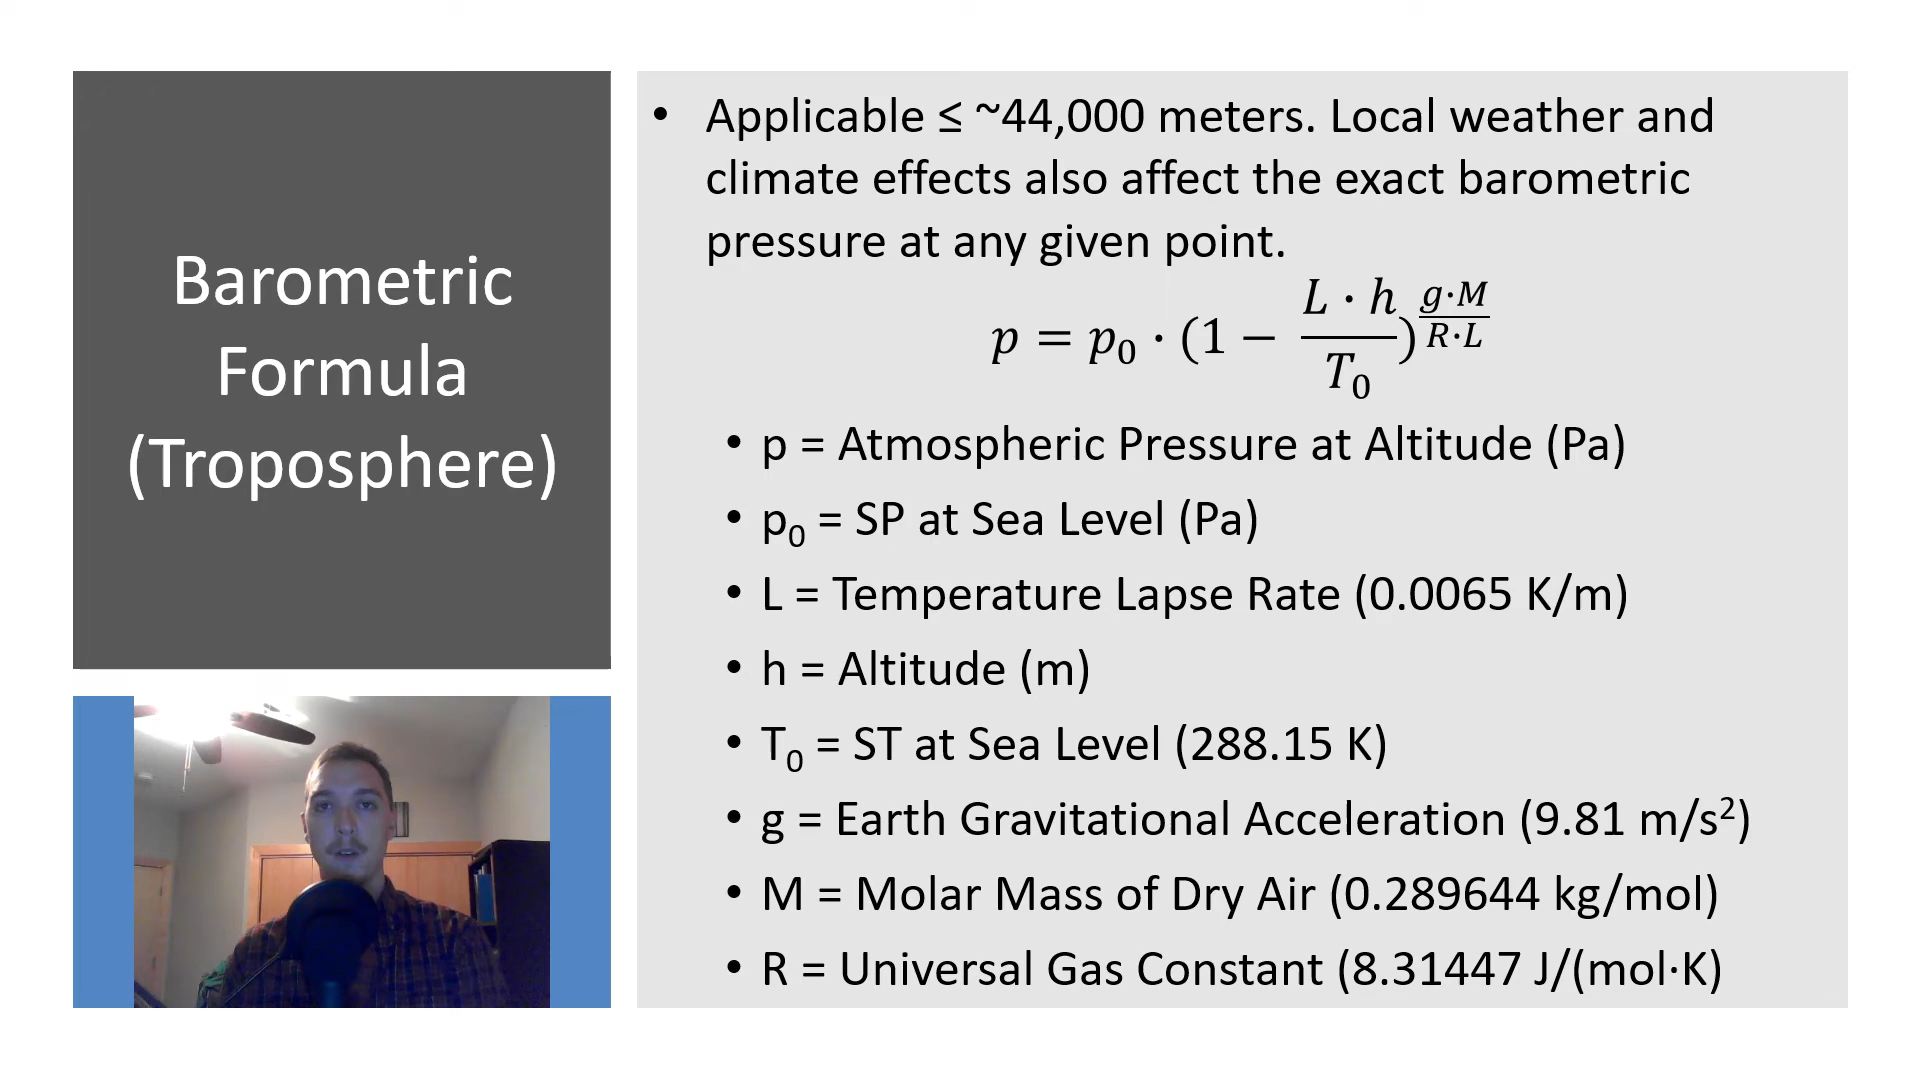 Barometric
Formula
(Troposphere)
• Applicable ≤ ~44,000 meters. Local weather and
climate effects also affect the exact barometric
pressure at any given point.
p = p₀ · (1 − (L · h)/T₀)^((g·M)/(R·L))
• p = Atmospheric Pressure at Altitude (Pa)
• p₀ = SP at Sea Level (Pa)
• L = Temperature Lapse Rate (0.0065 K/m)
• h = Altitude (m)
• T₀ = ST at Sea Level (288.15 K)
• g = Earth Gravitational Acceleration (9.81 m/s²)
• M = Molar Mass of Dry Air (0.289644 kg/mol)
• R = Universal Gas Constant (8.31447 J/(mol·K)